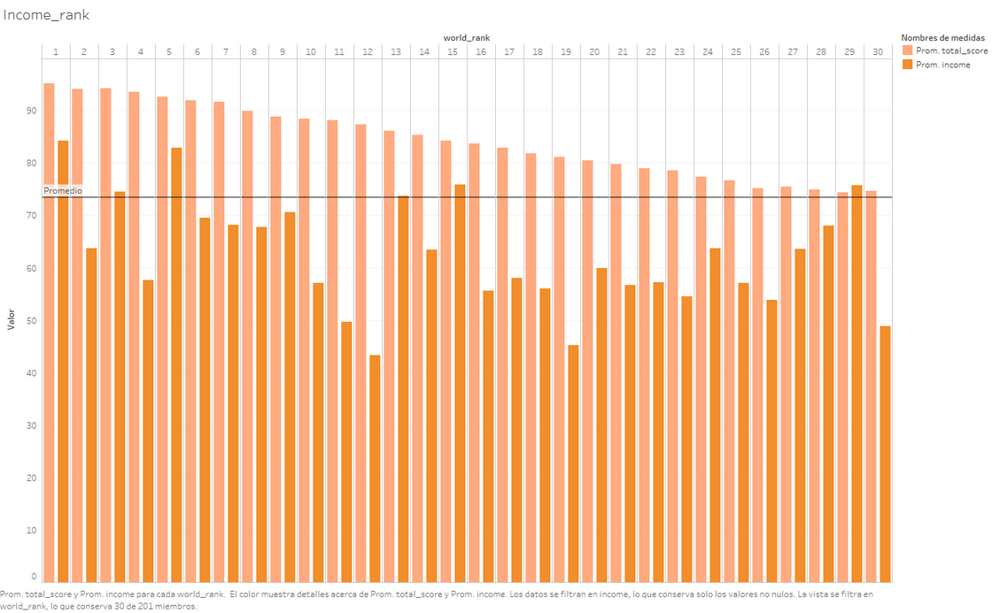 Income_rank
world_rank
Nombres de medidas
1 2 3 4 5 6 7 8 9 10 11 12 13 14 15 16 17 18 19 20 21 22 23 24 25 26 27 28 29 30
Prom. total_score
Prom. income
90
80
Promedio
70
60
50
Valor
40
30
20
10
0
Prom. total_score y Prom. income para cada world_rank. El color muestra detalles acerca de Prom. total_score y Prom. income. Los datos se filtran en income, lo que conserva solo los valores no nulos. La vista se filtra en
world_rank, lo que conserva 30 de 201 miembros.